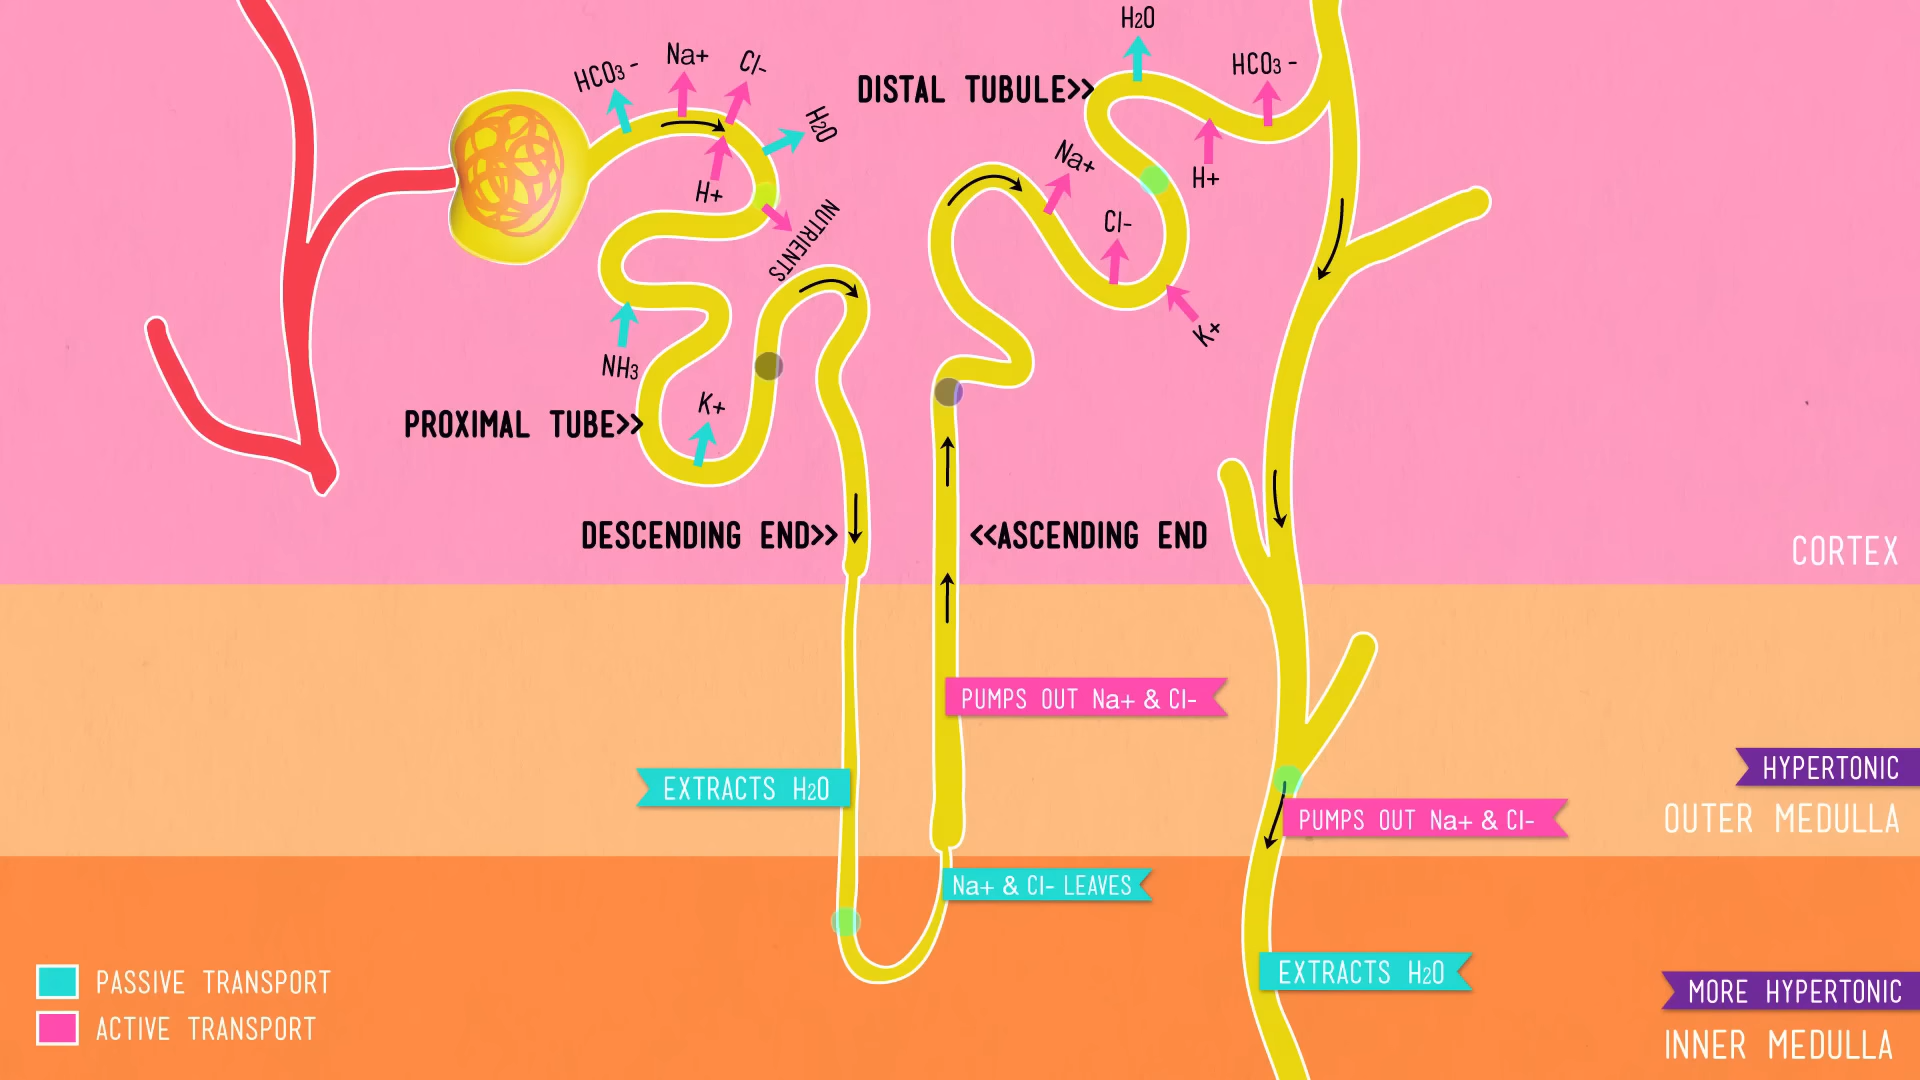 H2O
HCO3 -
Na+
Cl-
HCO3 -
DISTAL TUBULE>>
H2O
Na+
H+
H+
NUTRIENTS
Cl-
K+
NH3
K+
PROXIMAL TUBE>>
DESCENDING END>>
<<ASCENDING END
CORTEX
PUMPS OUT Na+ & Cl-
HYPERTONIC
EXTRACTS H2O
OUTER MEDULLA
PUMPS OUT Na+ & Cl-
Na+ & Cl- LEAVES
EXTRACTS H2O
PASSIVE TRANSPORT
MORE HYPERTONIC
ACTIVE TRANSPORT
INNER MEDULLA